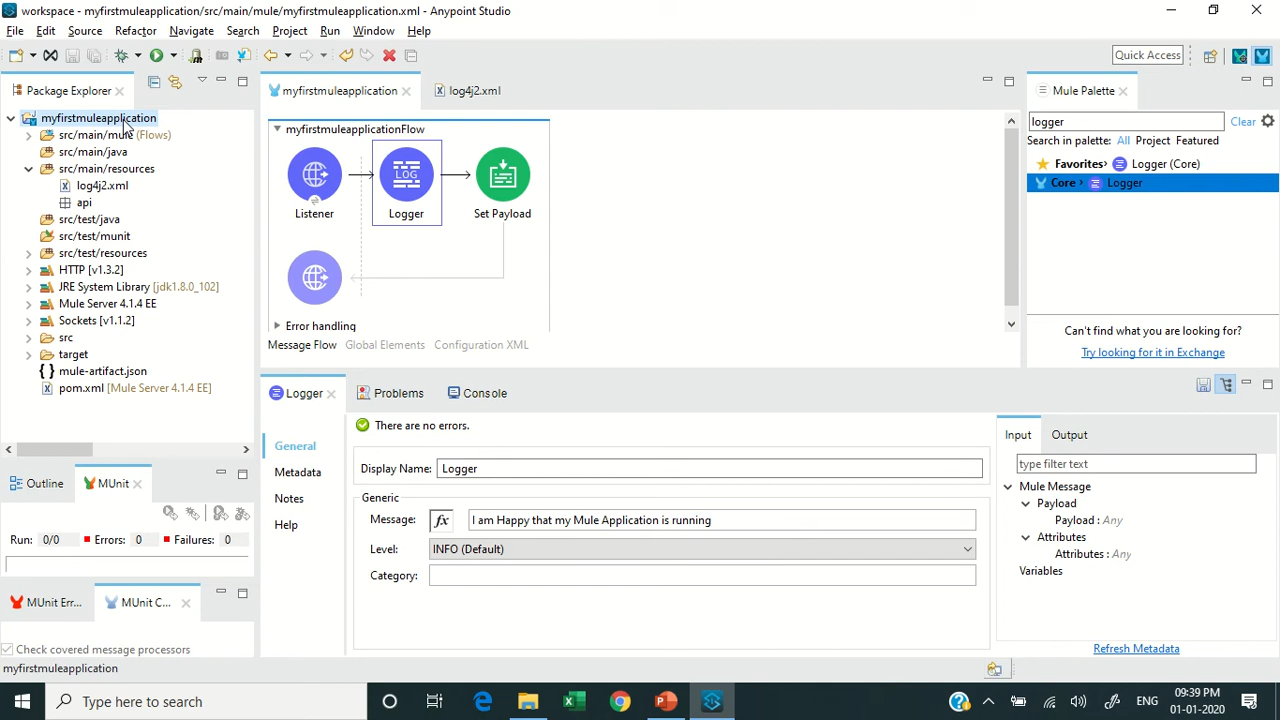 workspace - myfirstmuleapplication/src/main/mule/myfirstmuleapplication.xml - Anypoint Studio
File Edit Source Refactor Navigate Search Project Run Window Help
Quick Access
Package Explorer
myfirstmuleapplication
src/main/mule (Flows)
src/main/java
src/main/resources
log4j2.xml
api
src/test/java
src/test/munit
src/test/resources
HTTP [v1.3.2]
JRE System Library [jdk1.8.0_102]
Mule Server 4.1.4 EE
Sockets [v1.1.2]
src
target
mule-artifact.json
pom.xml [Mule Server 4.1.4 EE]
Outline MUnit
Run: 0/0 Errors: 0 Failures: 0
MUnit Err... MUnit C...
Check covered message processors
myfirstmuleapplication
myfirstmuleapplication log4j2.xml
myfirstmuleapplicationFlow
LOG
Listener Logger Set Payload
Error handling
Message Flow Global Elements Configuration XML
Mule Palette
logger Clear
Search in palette: All Project Featured
Favorites> Logger (Core)
Core > Logger
Can't find what you are looking for?
Try looking for it in Exchange
Logger Problems Console
There are no errors.
General
Metadata
Notes
Help
Display Name: Logger
Generic
Message: fx I am Happy that my Mule Application is running
Level: INFO (Default)
Category:
Input Output
type filter text
Mule Message
Payload
Payload : Any
Attributes
Attributes : Any
Variables
Refresh Metadata
Type here to search
ENG
09:39 PM
01-01-2020